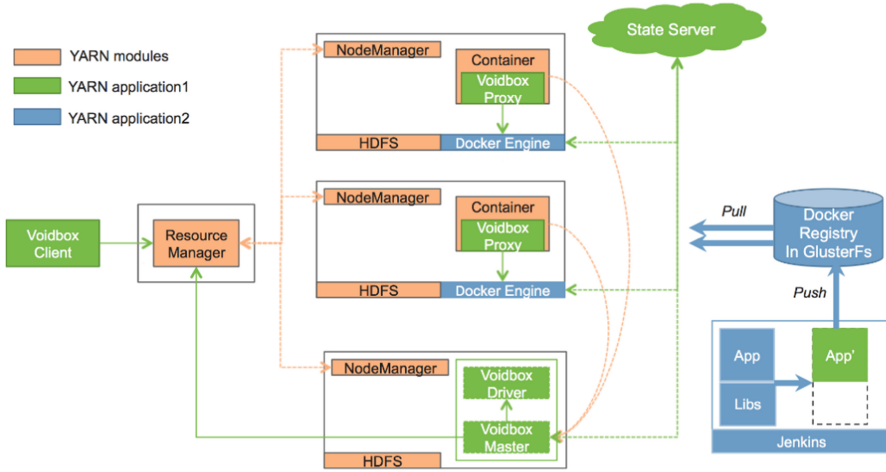 YARN modules
YARN application1
YARN application2
State Server
NodeManager
Container
Voidbox
Proxy
HDFS
Docker Engine
NodeManager
Container
Voidbox
Proxy
HDFS
Docker Engine
Voidbox
Client
Resource
Manager
NodeManager
Voidbox
Driver
Voidbox
Master
HDFS
Pull
Docker
Registry
In GlusterFs
Push
App
Libs
App'
Jenkins